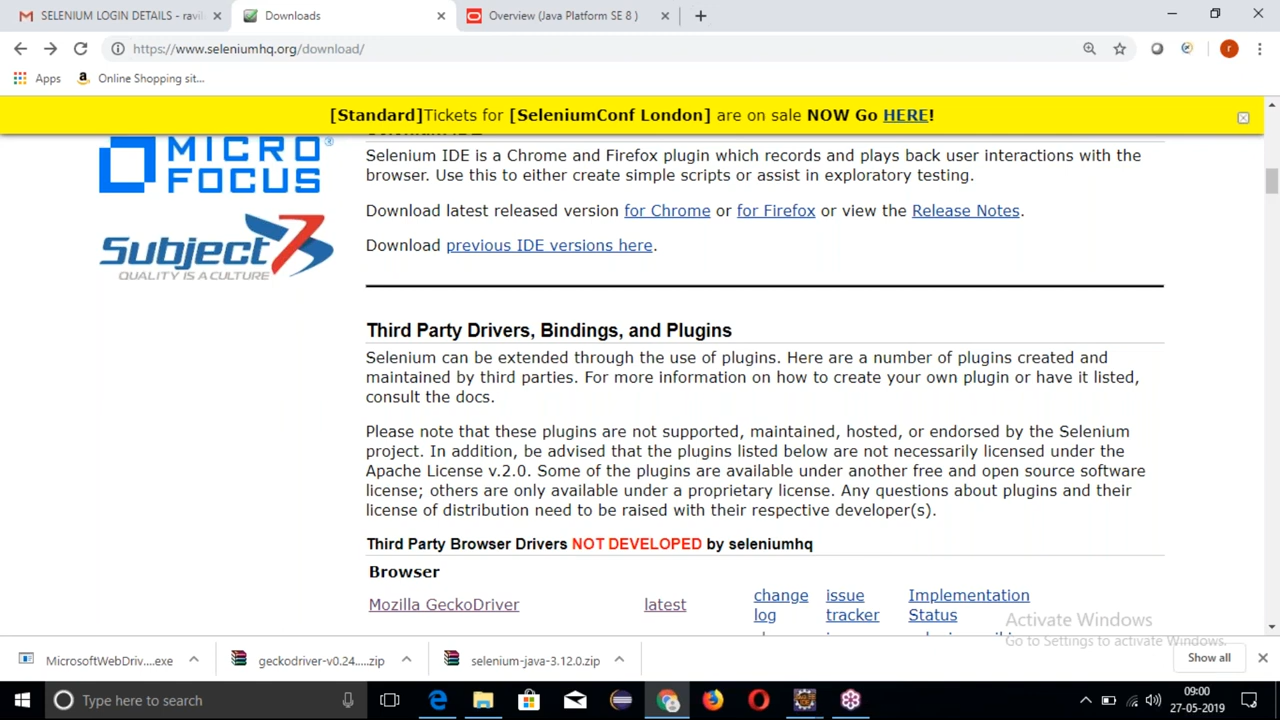 SELENIUM LOGIN DETAILS - ravil
Downloads
Overview (Java Platform SE 8 )
https://www.seleniumhq.org/download/
r
Apps
Online Shopping sit...
[Standard]Tickets for [SeleniumConf London] are on sale NOW Go HERE!
MICRO
FOCUS
Selenium IDE
Selenium IDE is a Chrome and Firefox plugin which records and plays back user interactions with the
browser. Use this to either create simple scripts or assist in exploratory testing.
Download latest released version for Chrome or for Firefox or view the Release Notes.
Download previous IDE versions here.
Subject7
QUALITY IS A CULTURE
Third Party Drivers, Bindings, and Plugins
Selenium can be extended through the use of plugins. Here are a number of plugins created and
maintained by third parties. For more information on how to create your own plugin or have it listed,
consult the docs.
Please note that these plugins are not supported, maintained, hosted, or endorsed by the Selenium
project. In addition, be advised that the plugins listed below are not necessarily licensed under the
Apache License v.2.0. Some of the plugins are available under another free and open source software
license; others are only available under a proprietary license. Any questions about plugins and their
license of distribution need to be raised with their respective developer(s).
Third Party Browser Drivers NOT DEVELOPED by seleniumhq
Browser
Mozilla GeckoDriver
latest
change
log
issue
tracker
Implementation
Status
Activate Windows
Go to Settings to activate Windows.
MicrosoftWebDriv....exe
geckodriver-v0.24.....zip
selenium-java-3.12.0.zip
Show all
Type here to search
09:00
27-05-2019